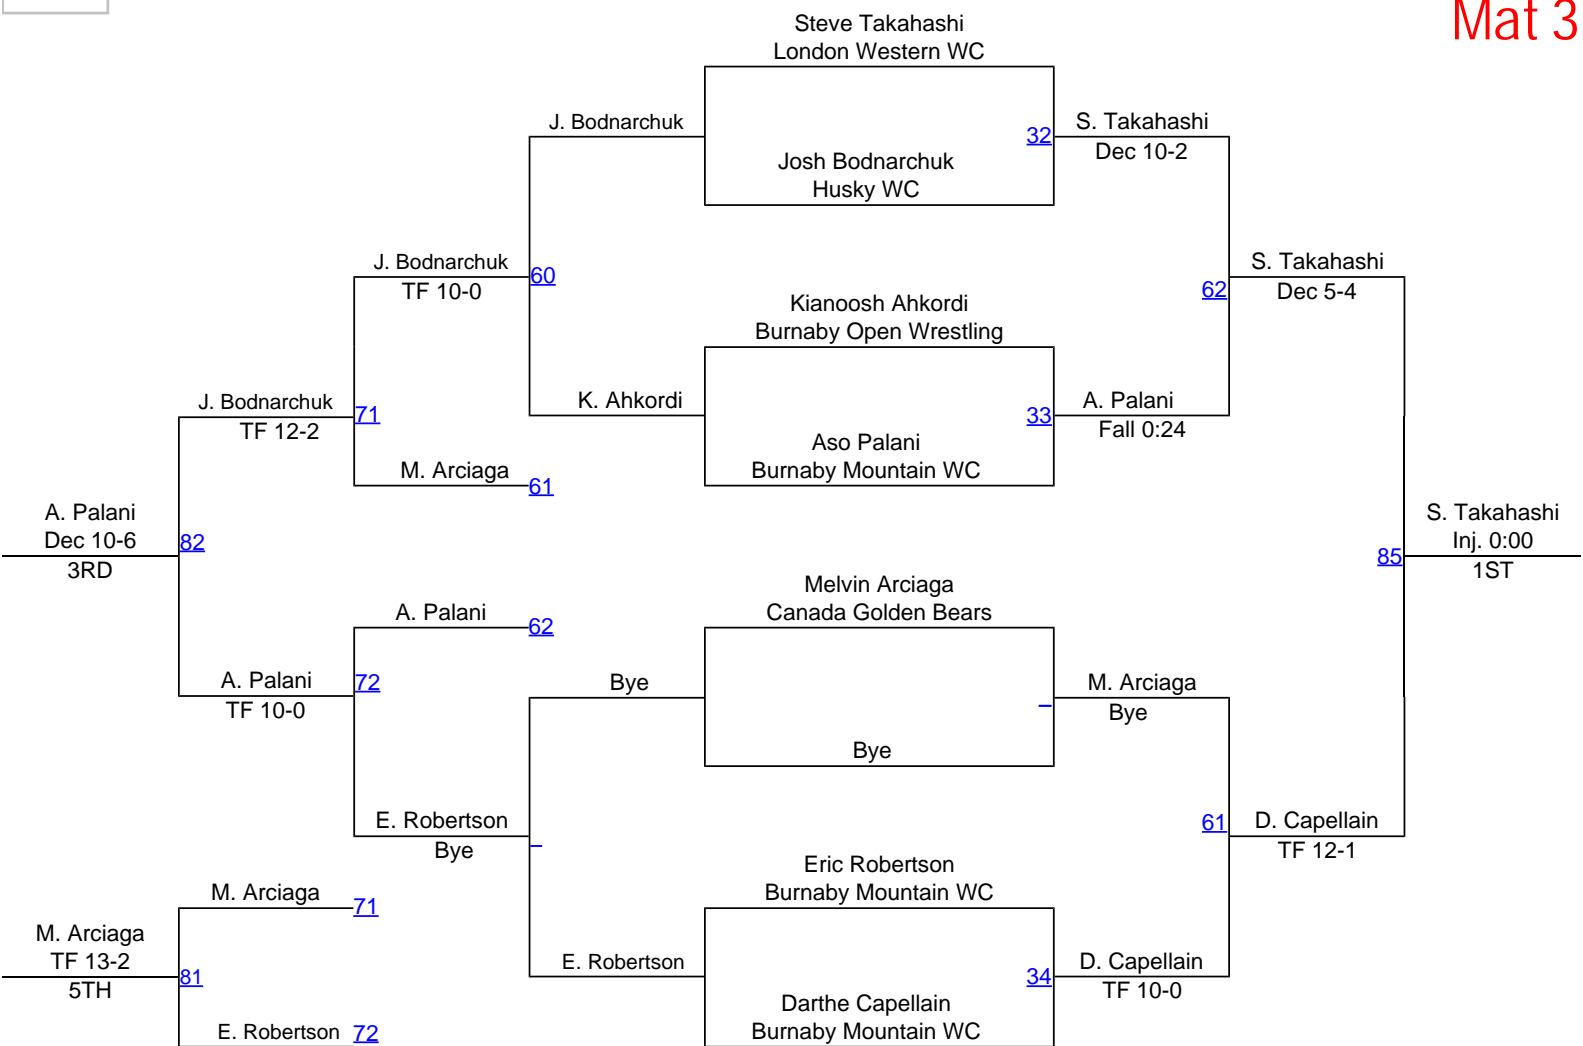 Mat 3
Steve Takahashi
London Western WC
J. Bodnarchuk
32
S. Takahashi
Dec 10-2
Josh Bodnarchuk
Husky WC
J. Bodnarchuk
TF 10-0
60
S. Takahashi
Dec 5-4
62
Kianoosh Ahkordi
Burnaby Open Wrestling
K. Ahkordi
33
A. Palani
Fall 0:24
Aso Palani
Burnaby Mountain WC
J. Bodnarchuk
TF 12-2
71
M. Arciaga
61
A. Palani
Dec 10-6
3RD
82
S. Takahashi
Inj. 0:00
1ST
85
A. Palani
62
Melvin Arciaga
Canada Golden Bears
A. Palani
TF 10-0
72
Bye
M. Arciaga
Bye
Bye
E. Robertson
Bye
61
D. Capellain
TF 12-1
Eric Robertson
Burnaby Mountain WC
M. Arciaga
71
M. Arciaga
TF 13-2
5TH
81
E. Robertson
34
D. Capellain
TF 10-0
Darthe Capellain
Burnaby Mountain WC
E. Robertson
72